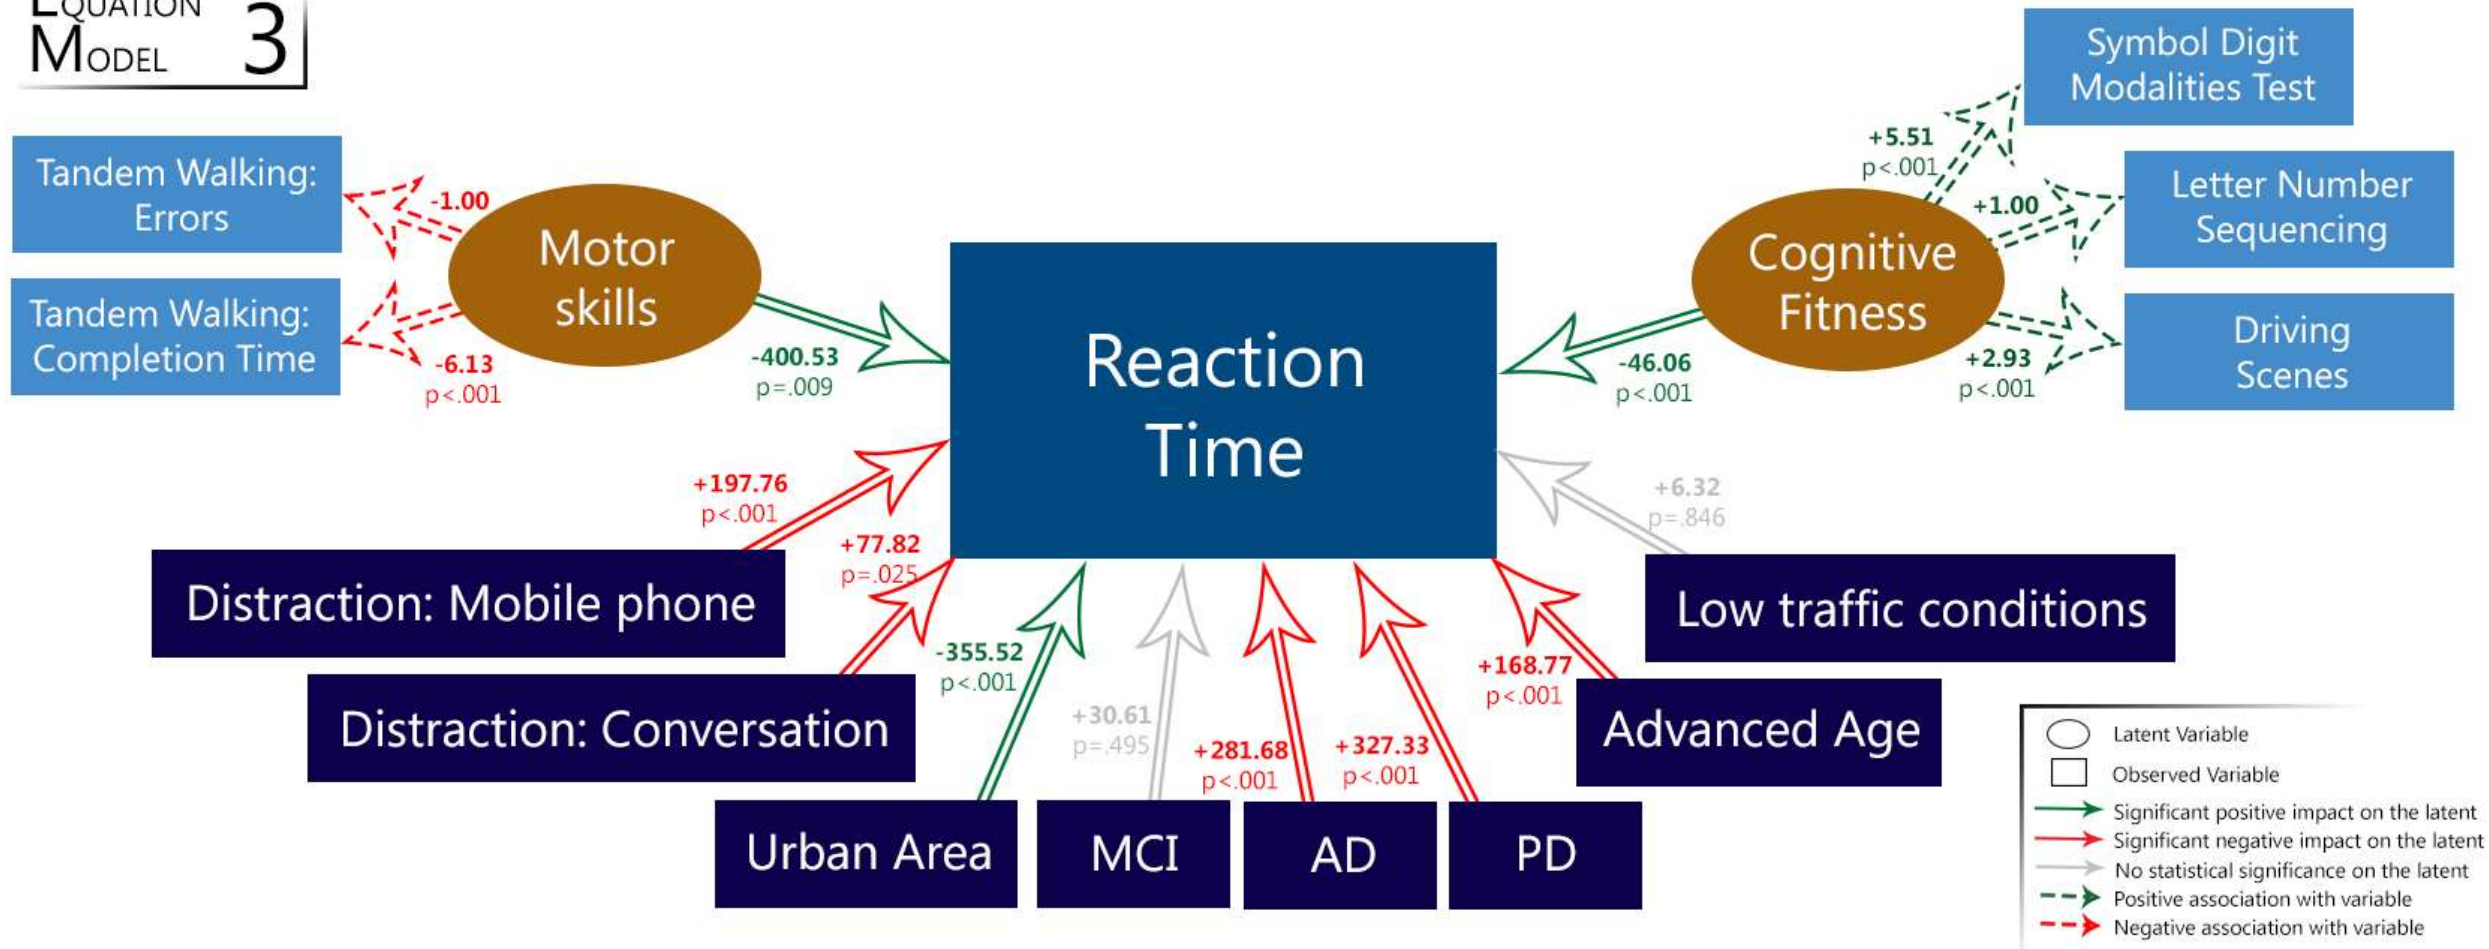 EQUATION
MODEL 3
Symbol Digit
Modalities Test
+5.51
p<.001
Tandem Walking:
Errors
-1.00
Motor
skills
Letter Number
Sequencing
+1.00
Cognitive
Fitness
Tandem Walking:
Completion Time
-6.13
p<.001
-400.53
p=.009
Reaction
Time
-46.06
p<.001
+2.93
p<.001
Driving
Scenes
+197.76
p<.001
+77.82
p=.025
+6.32
p=.846
Distraction: Mobile phone
Low traffic conditions
-355.52
p<.001
+168.77
p<.001
Distraction: Conversation
+30.61
p=.495
+281.68
p<.001
+327.33
p<.001
Advanced Age
Urban Area
MCI
AD
PD
Latent Variable
Observed Variable
Significant positive impact on the latent
Significant negative impact on the latent
No statistical significance on the latent
Positive association with variable
Negative association with variable